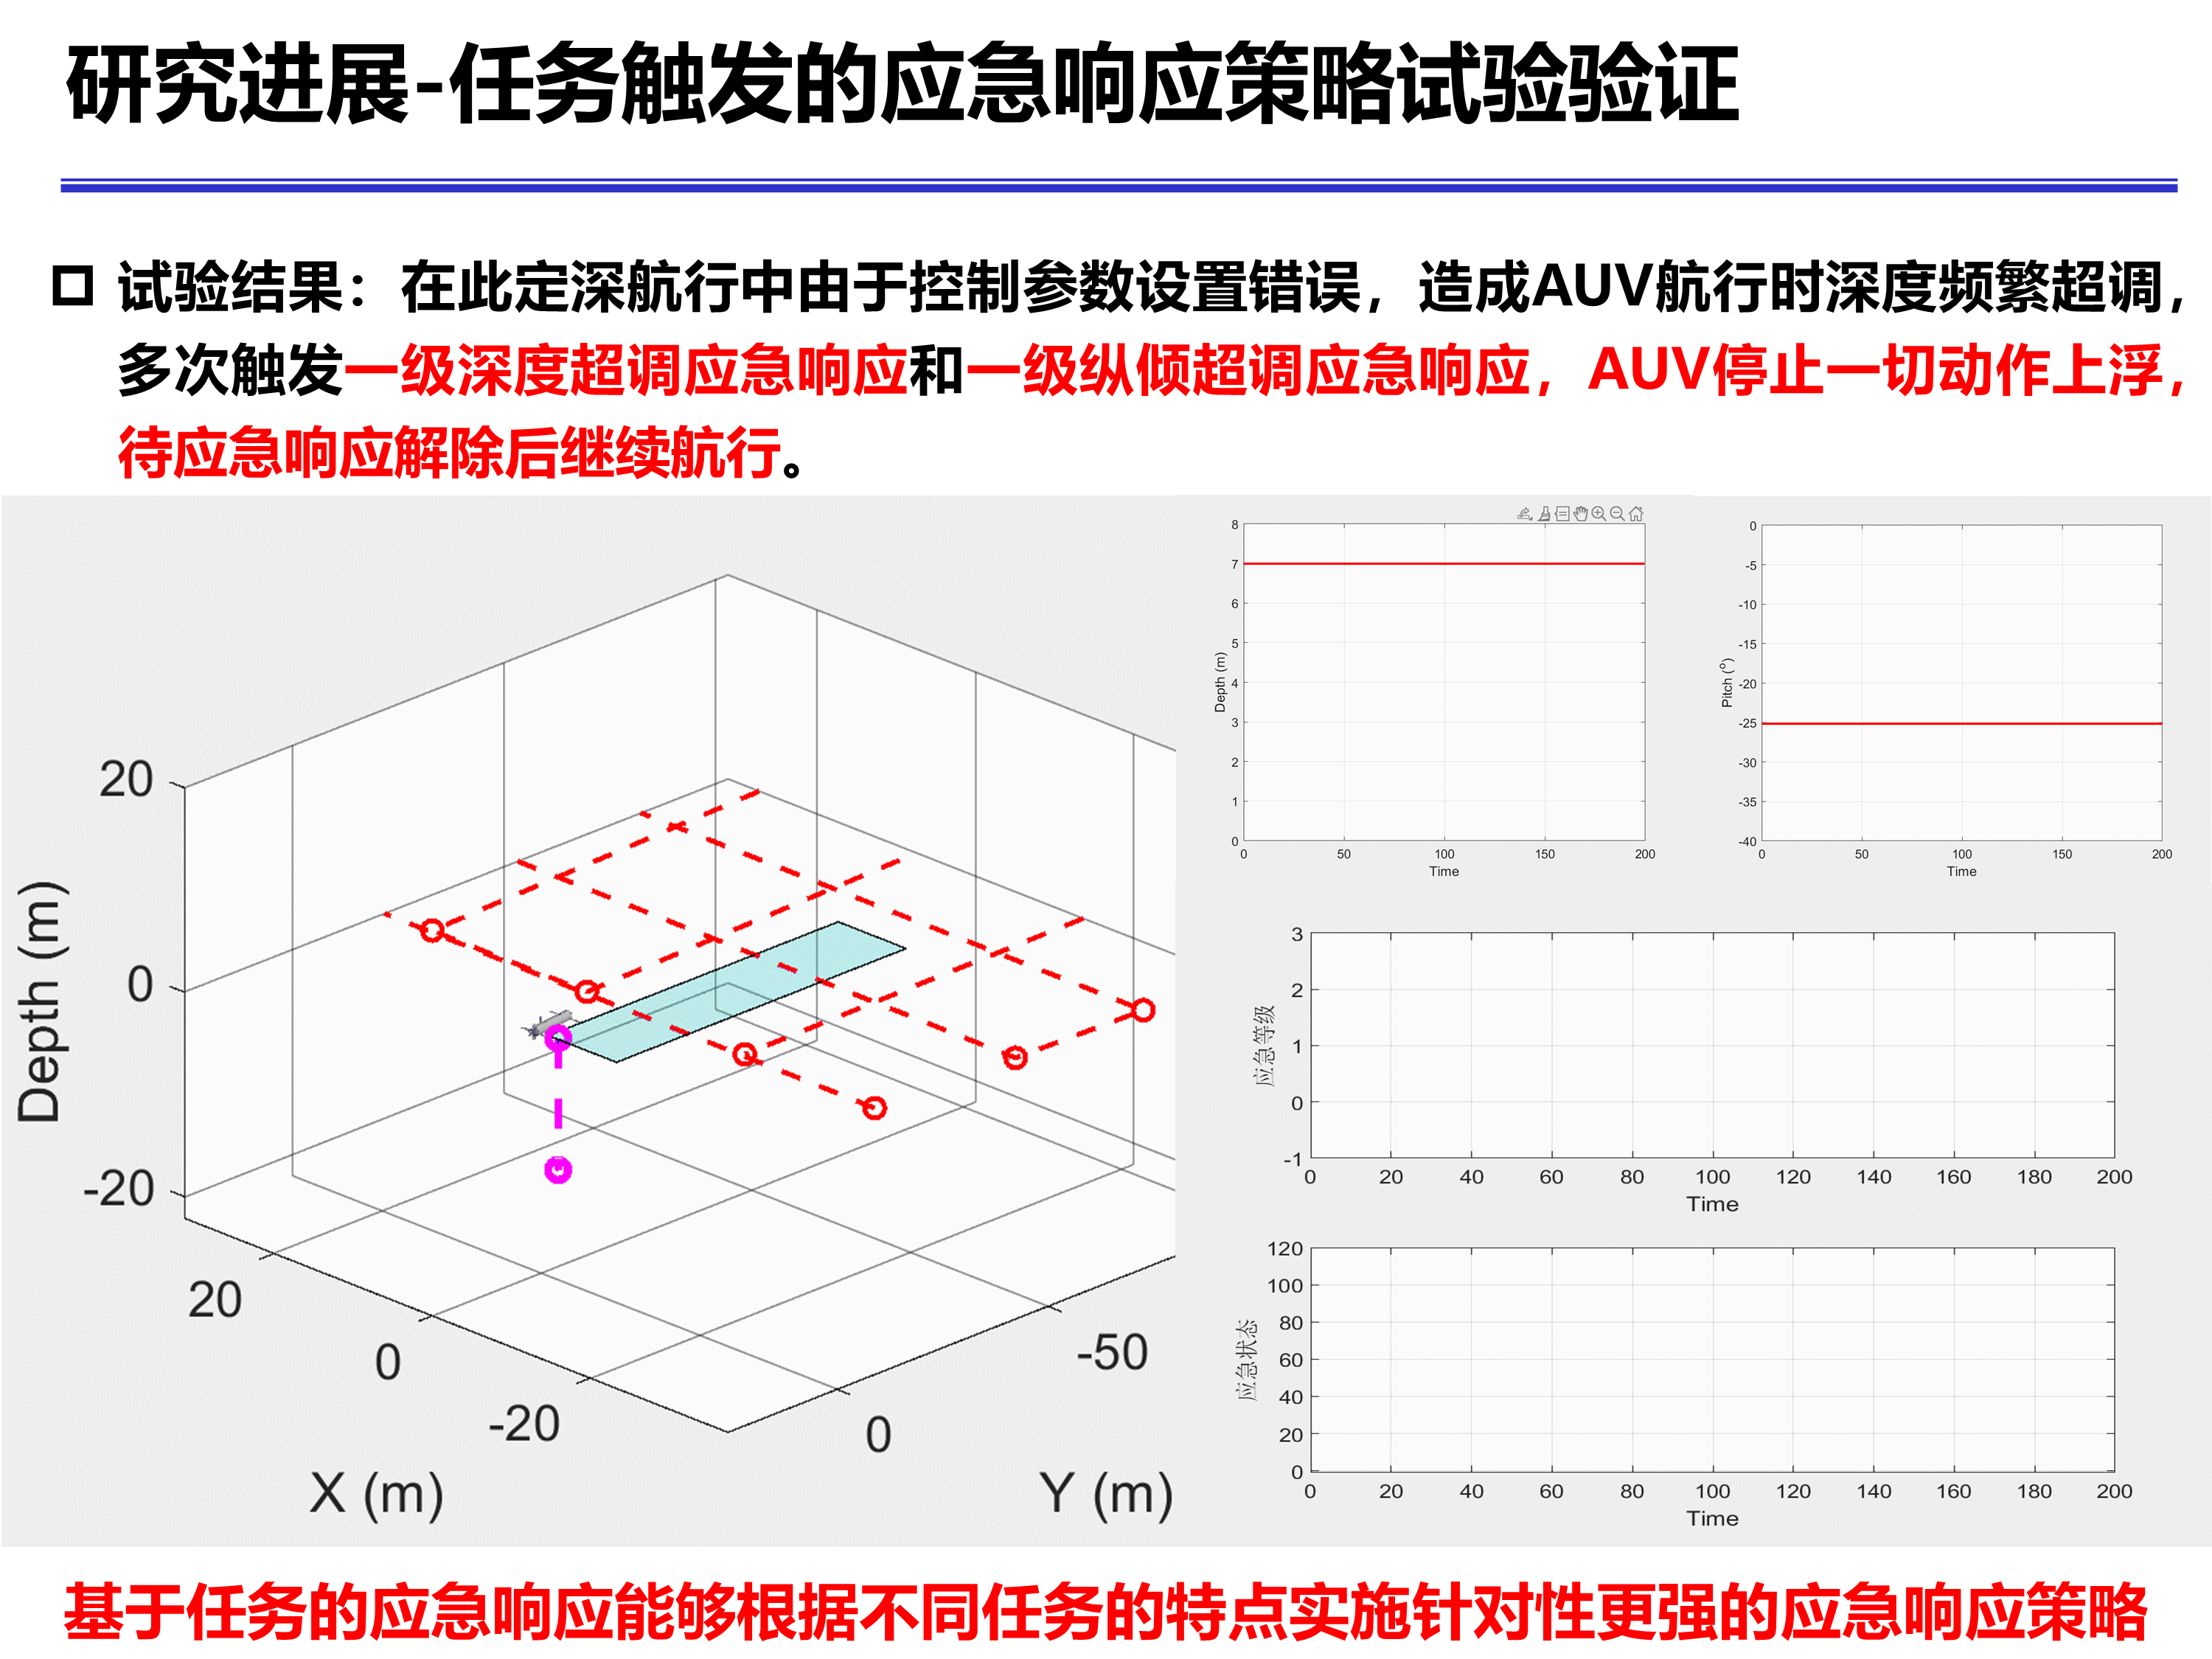 研究进展-任务触发的应急响应策略试验验证
试验结果：在此定深航行中由于控制参数设置错误，造成AUV航行时深度频繁超调，
多次触发一级深度超调应急响应和一级纵倾超调应急响应，AUV停止一切动作上浮，
待应急响应解除后继续航行。
20
0
-20
Depth (m)
20
0
-20
X (m)
-50
0
Y (m)
8
7
6
5
4
3
2
1
0
Depth (m)
0 50 100 150 200
Time
0
-5
-10
-15
-20
-25
-30
-35
-40
Pitch (°)
0 50 100 150 200
Time
3
2
1
0
-1
应急等级
0 20 40 60 80 100 120 140 160 180 200
Time
120
100
80
60
40
20
0
应急状态
0 20 40 60 80 100 120 140 160 180 200
Time
基于任务的应急响应能够根据不同任务的特点实施针对性更强的应急响应策略